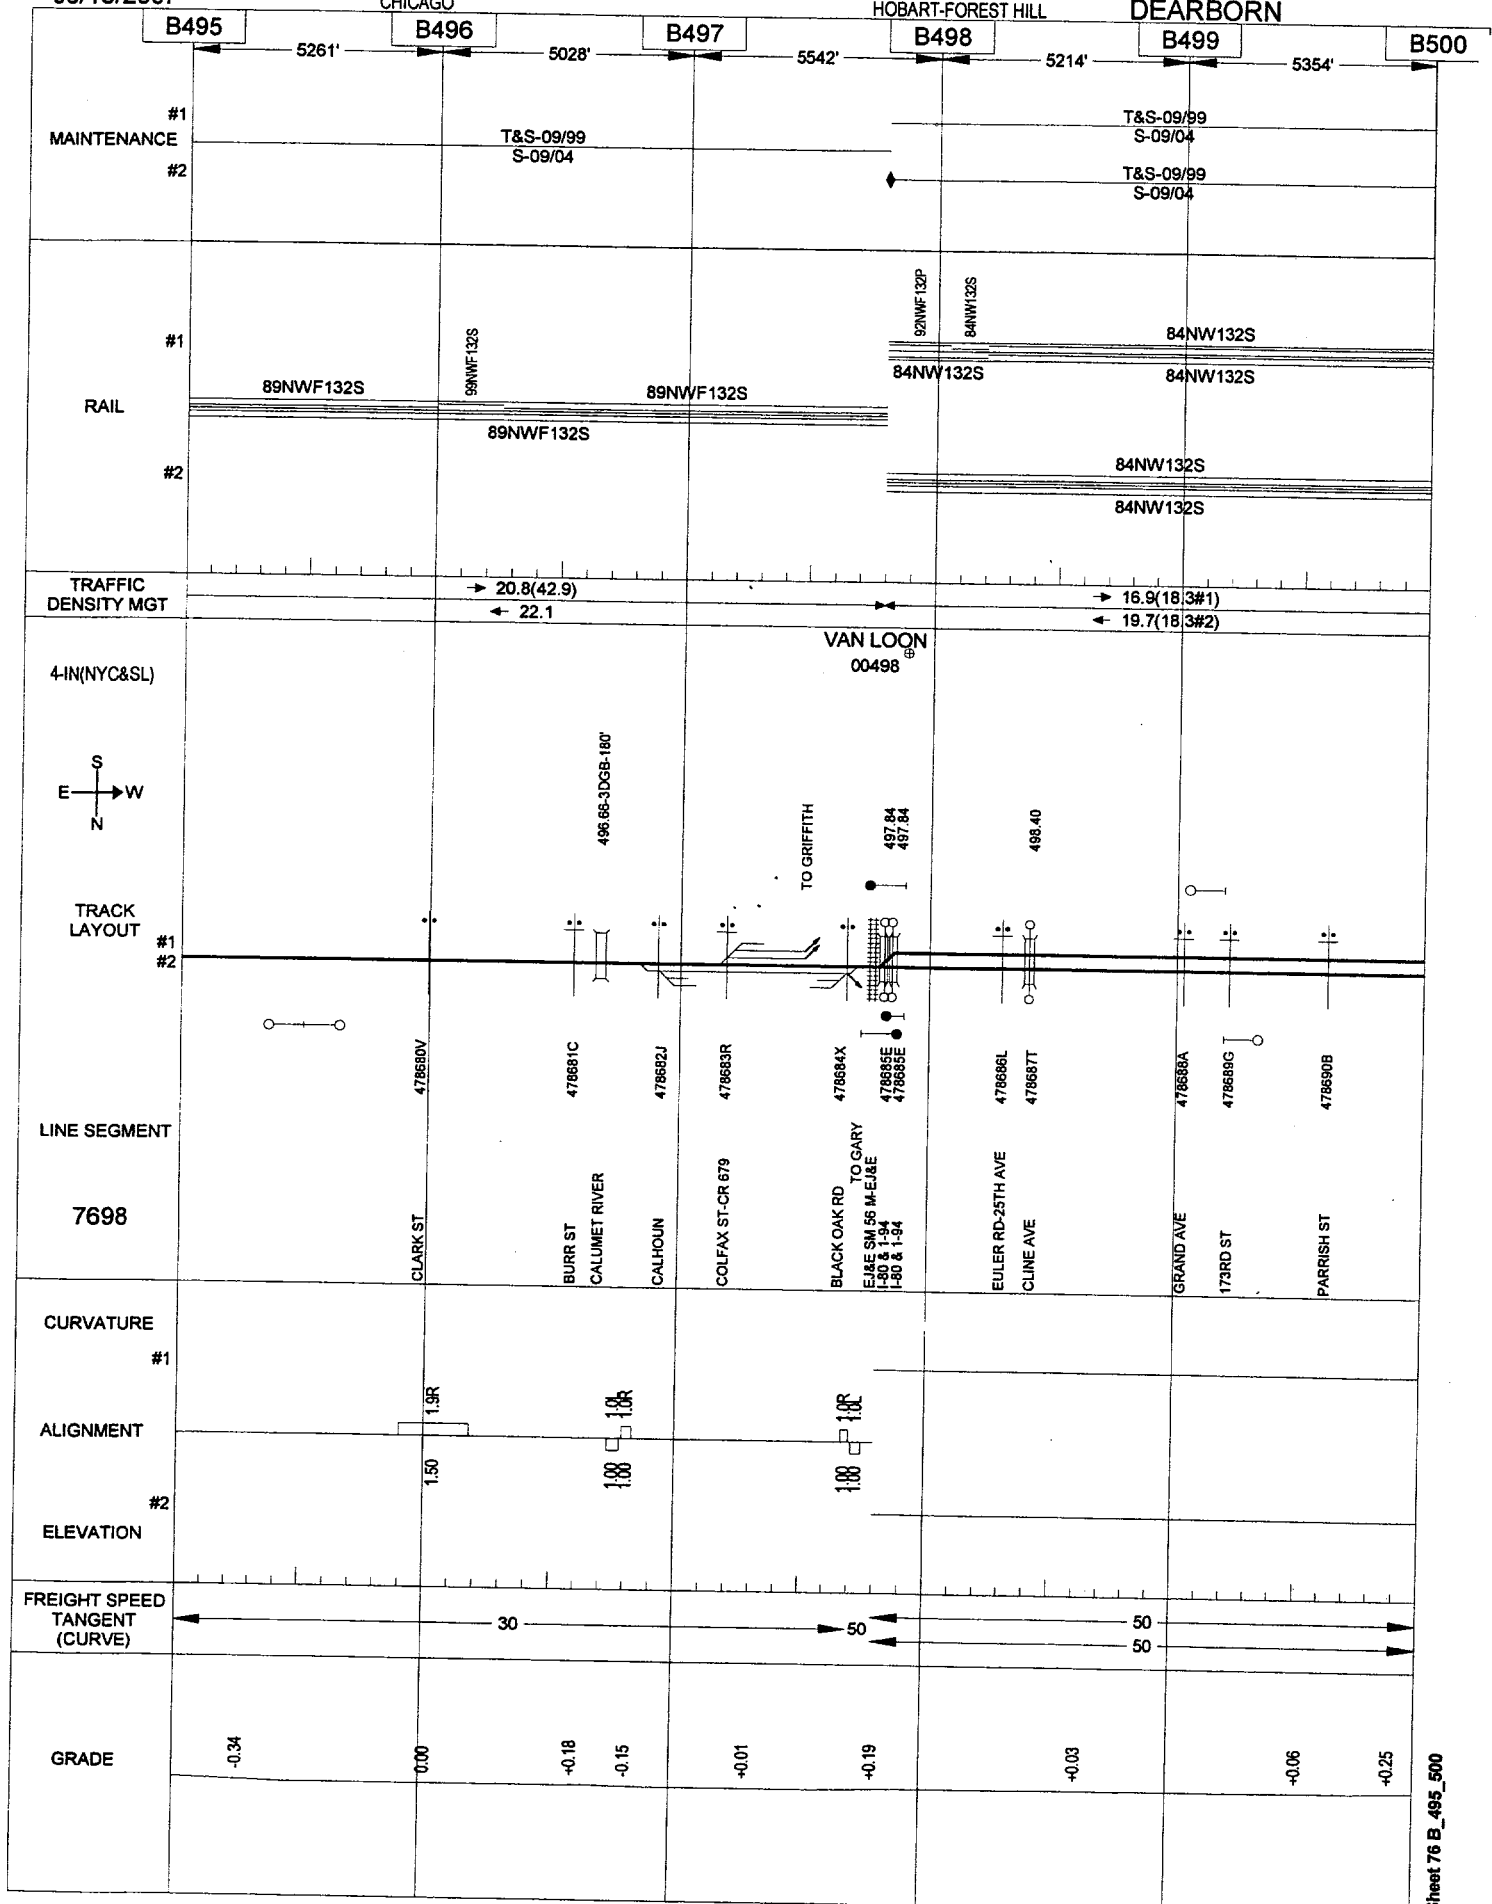 CHICAGO
HOBART-FOREST HILL
DEARBORN
B495
B496
B497
B498
B499
B500
5261'
5028'
5542'
5214'
5354'
#1
MAINTENANCE
#2
T&S-09/99
S-09/04
T&S-09/99
S-09/04
T&S-09/99
S-09/04
#1
RAIL
#2
89NWF132S
99NWF132S
89NWF132S
89NWF132S
92NWF132P
84NW132S
84NW132S
84NW132S
84NW132S
84NW132S
84NW132S
TRAFFIC
DENSITY MGT
20.8(42.9)
22.1
16.9(18.3#1)
19.7(18.3#2)
VAN LOON
00498
4-IN(NYC&SL)
S
E W
N
496.66-3DGB-180'
TO GRIFFITH
497.84
497.84
498.40
TRACK
LAYOUT
#1
#2
478680V
478681C
478682J
478683R
478684X
478685E
478685E
478686L
478687T
478688A
478689G
478690B
LINE SEGMENT
7698
CLARK ST
BURR ST
CALUMET RIVER
CALHOUN
COLFAX ST-CR 679
BLACK OAK RD
TO GARY
EJ&E SM 56 M-EJ&E
I-80 & 1-94
I-80 & 1-94
EULER RD-25TH AVE
CLINE AVE
GRAND AVE
173RD ST
PARRISH ST
CURVATURE
#1
ALIGNMENT
#2
ELEVATION
1.9R
1.50
1.0L
1.0R
1.00
1.00
1.0R
1.0L
1.00
1.00
FREIGHT SPEED
TANGENT
(CURVE)
30
50
50
50
GRADE
-0.34
0.00
+0.18
-0.15
+0.01
+0.19
+0.03
+0.06
+0.25
heet 76 B_495_500